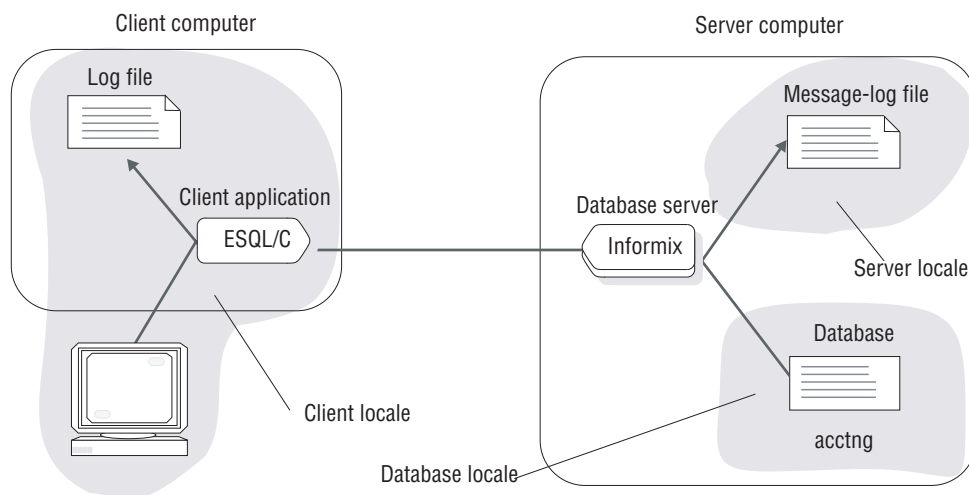 Client computer
Server computer
Log file
Message-log file
Client application
ESQL/C
Database server
Informix
Server locale
Database
acctng
Client locale
Database locale